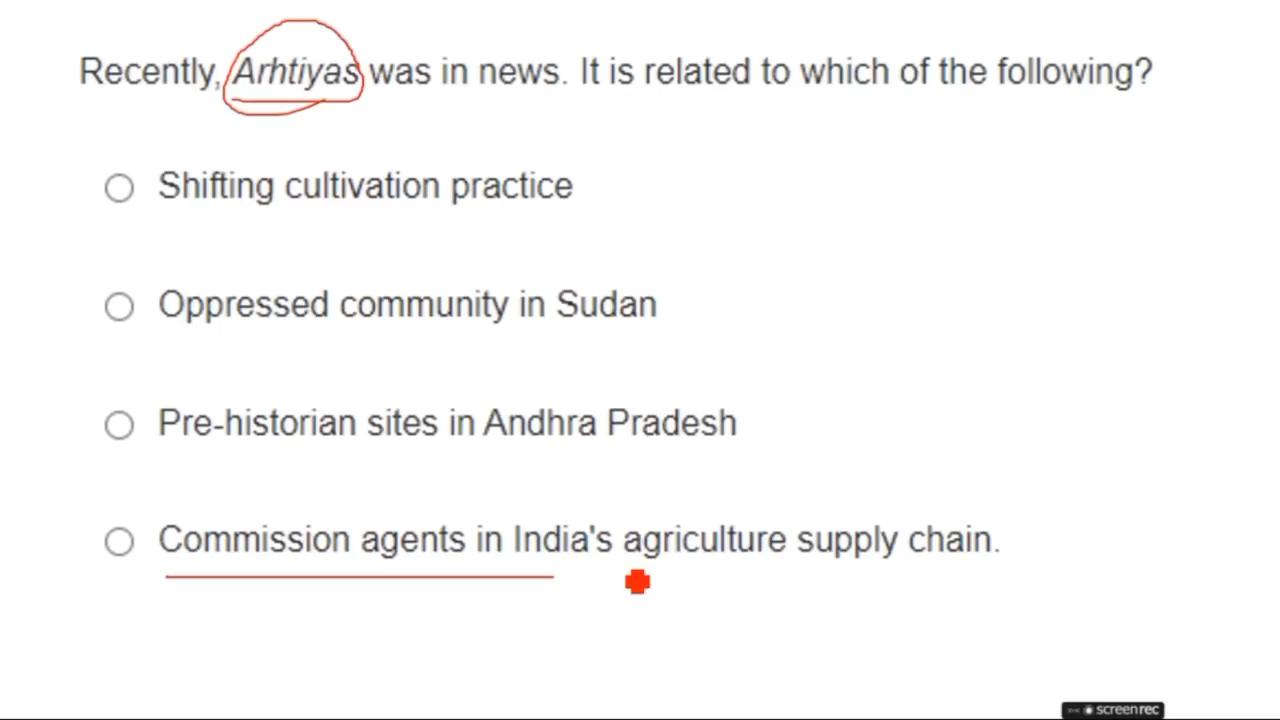 Recently, Arhtiyas was in news. It is related to which of the following?
Shifting cultivation practice
Oppressed community in Sudan
Pre-historian sites in Andhra Pradesh
Commission agents in India's agriculture supply chain.
screenrec